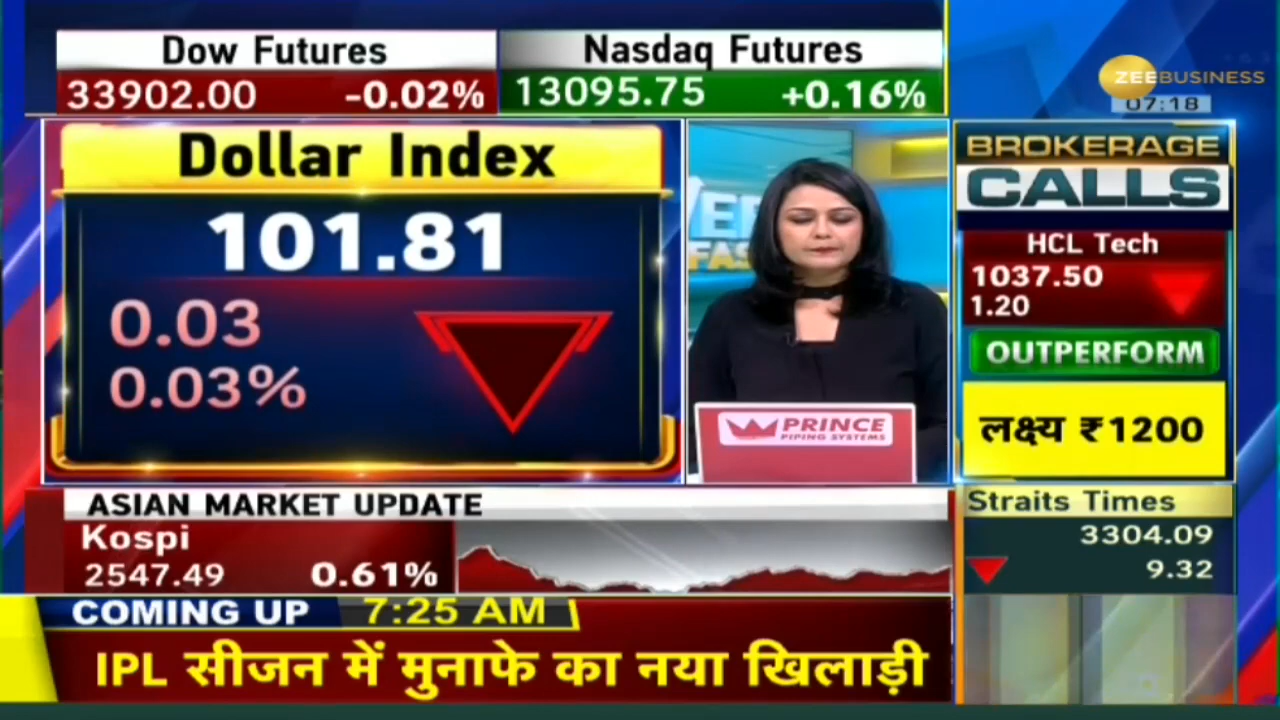 Dow Futures
33902.00 -0.02%
Nasdaq Futures
13095.75 +0.16%
ZEEBUSINESS
07:18
Dollar Index
101.81
0.03
0.03%
PRINCE
PIPING SYSTEMS
BROKERAGE
CALLS
HCL Tech
1037.50
1.20
OUTPERFORM
लक्ष्य ₹1200
ASIAN MARKET UPDATE
Kospi
2547.49 0.61%
Straits Times
3304.09
9.32
COMING UP 7:25 AM
IPL सीजन में मुनाफे का नया खिलाड़ी